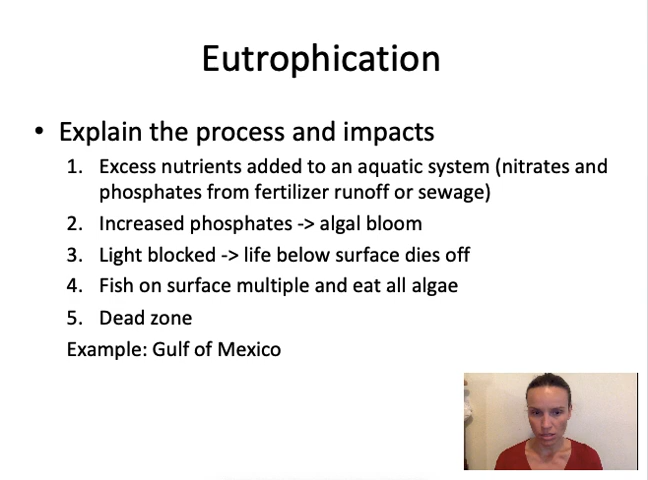 Eutrophication
• Explain the process and impacts
1. Excess nutrients added to an aquatic system (nitrates and
phosphates from fertilizer runoff or sewage)
2. Increased phosphates -> algal bloom
3. Light blocked -> life below surface dies off
4. Fish on surface multiple and eat all algae
5. Dead zone
Example: Gulf of Mexico